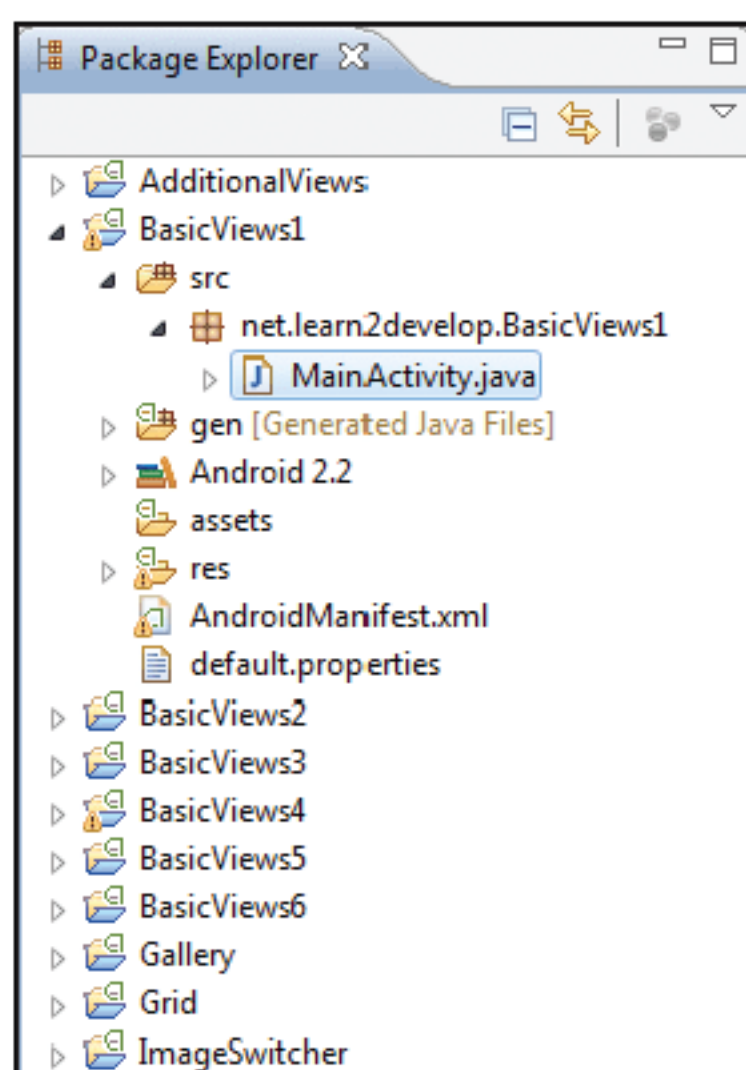 Package Explorer
AdditionalViews
BasicViews1
src
net.learn2develop.BasicViews1
MainActivity.java
gen [Generated Java Files]
Android 2.2
assets
res
AndroidManifest.xml
default.properties
BasicViews2
BasicViews3
BasicViews4
BasicViews5
BasicViews6
Gallery
Grid
ImageSwitcher